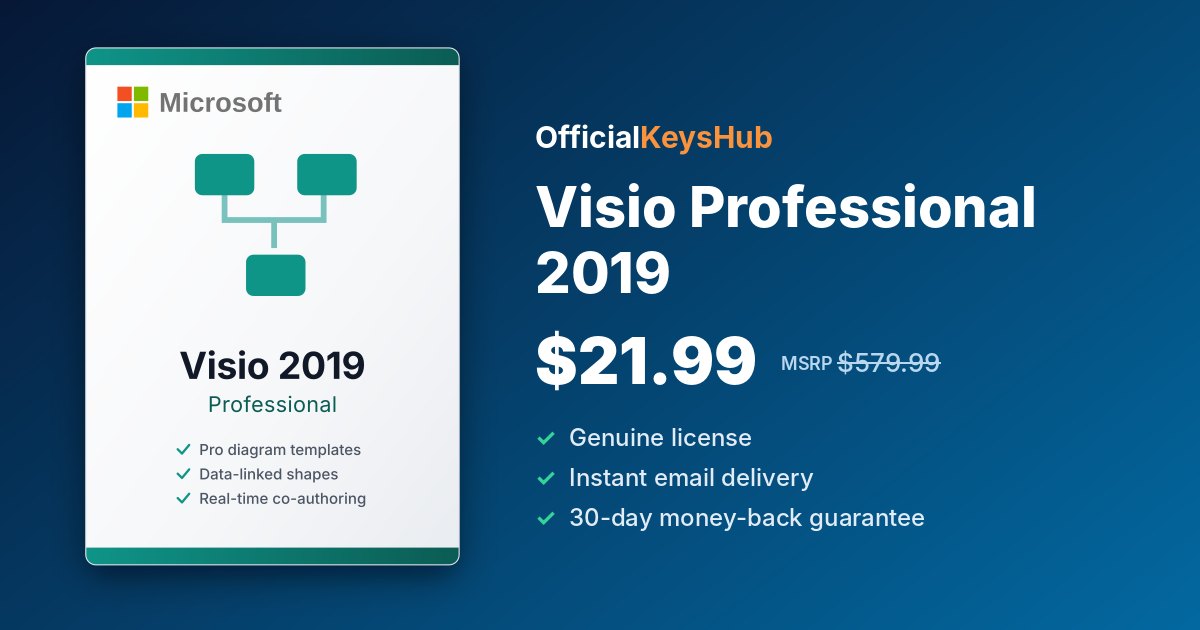 Microsoft
Visio 2019
Professional
Pro diagram templates
Data-linked shapes
Real-time co-authoring
OfficialKeysHub
Visio Professional
2019
$21.99 MSRP $579.99
Genuine license
Instant email delivery
30-day money-back guarantee